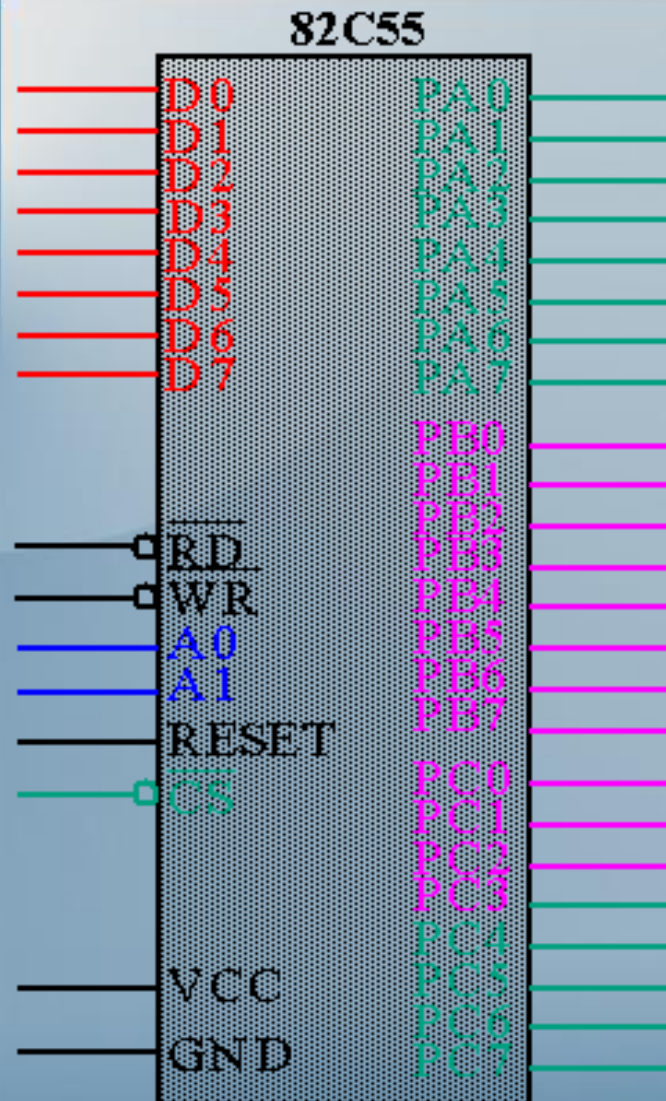 82C55
D0
D1
D2
D3
D4
D5
D6
D7
RD
WR
A0
A1
RESET
CS
VCC
GND
PA0
PA1
PA2
PA3
PA4
PA5
PA6
PA7
PB0
PB1
PB2
PB3
PB4
PB5
PB6
PB7
PC0
PC1
PC2
PC3
PC4
PC5
PC6
PC7